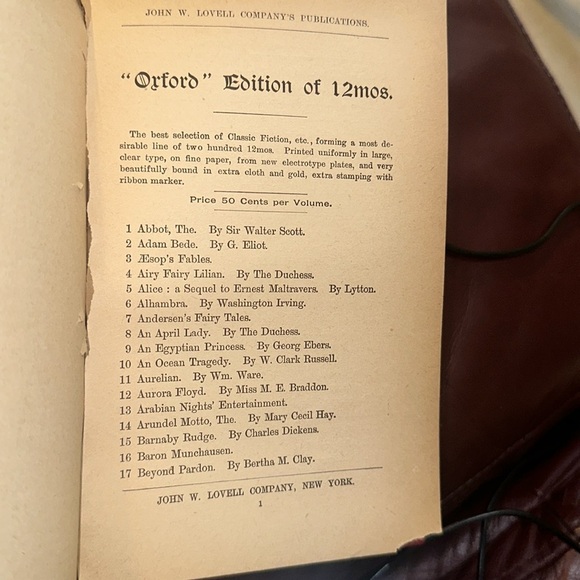 JOHN W. LOVELL COMPANY'S PUBLICATIONS.
"Oxford" Edition of 12mos.
The best selection of Classic Fiction, etc., forming a most de-
sirable line of two hundred 12mos. Printed uniformly in large,
clear type, on fine paper, from new electrotype plates, and very
beautifully bound in extra cloth and gold, extra stamping with
ribbon marker.
Price 50 Cents per Volume.
1 Abbot, The. By Sir Walter Scott.
2 Adam Bede. By G. Eliot.
3 Æsop's Fables.
4 Airy Fairy Lilian. By The Duchess.
5 Alice : a Sequel to Ernest Maltravers. By Lytton.
6 Alhambra. By Washington Irving.
7 Andersen's Fairy Tales.
8 An April Lady. By The Duchess.
9 An Egyptian Princess. By Georg Ebers.
10 An Ocean Tragedy. By W. Clark Russell.
11 Aurelian. By Wm. Ware.
12 Aurora Floyd. By Miss M. E. Braddon.
13 Arabian Nights' Entertainment.
14 Arundel Motto, The. By Mary Cecil Hay.
15 Barnaby Rudge. By Charles Dickens.
16 Baron Munchausen.
17 Beyond Pardon. By Bertha M. Clay.
JOHN W. LOVELL COMPANY, NEW YORK.
1